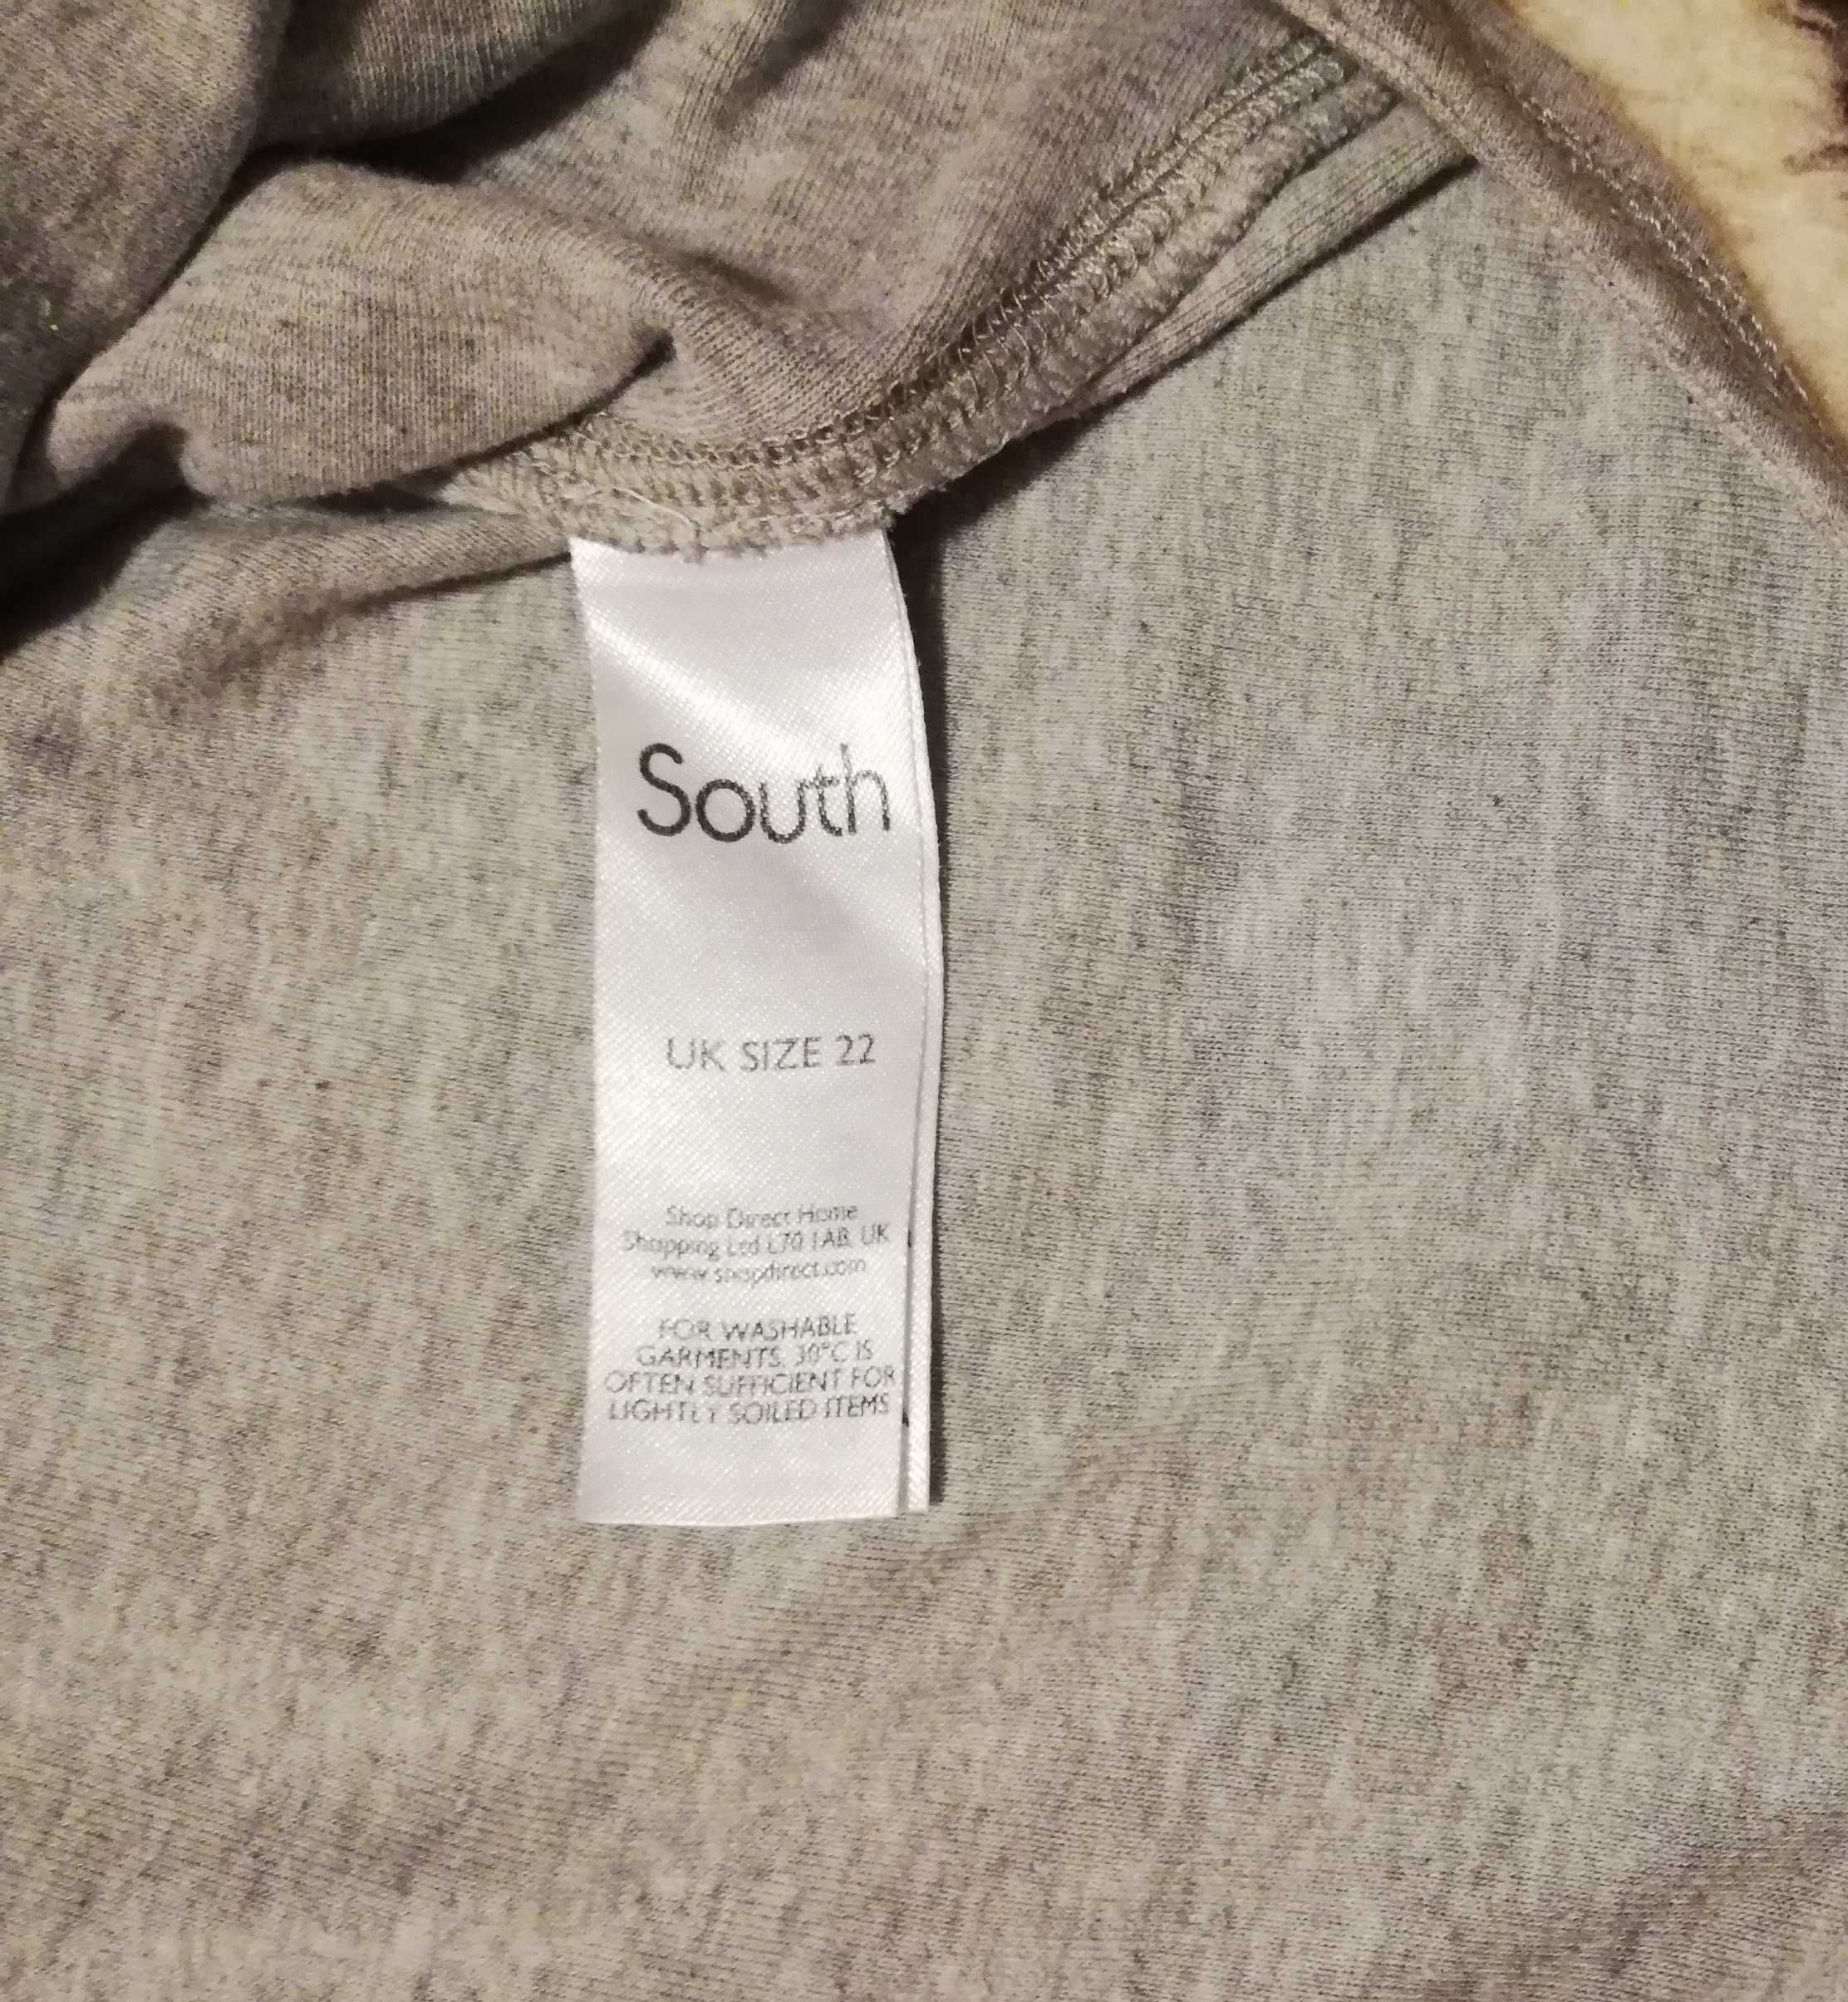 South
UK SIZE 22
Shop Direct Home
Shopping Ltd L70 1AB, UK
www.shopdirect.com
FOR WASHABLE
GARMENTS, 30°C IS
OFTEN SUFFICIENT FOR
LIGHTLY SOILED ITEMS